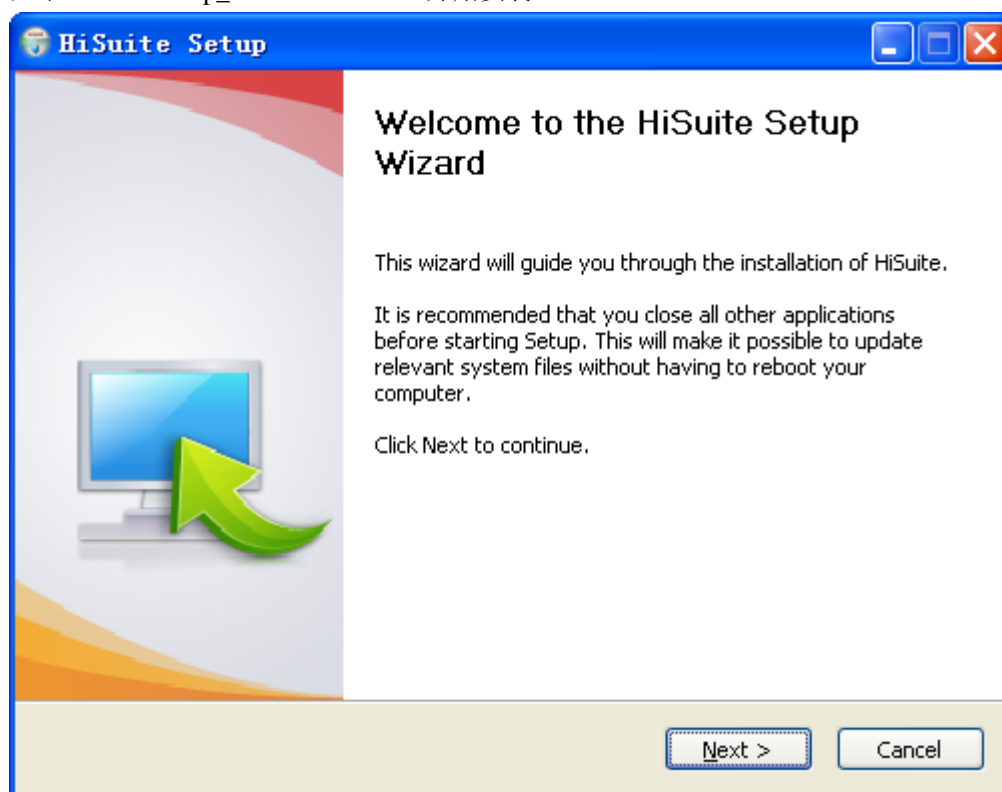 HiSuite Setup
Welcome to the HiSuite Setup
Wizard
This wizard will guide you through the installation of HiSuite.
It is recommended that you close all other applications
before starting Setup. This will make it possible to update
relevant system files without having to reboot your
computer.
Click Next to continue.
Next >
Cancel